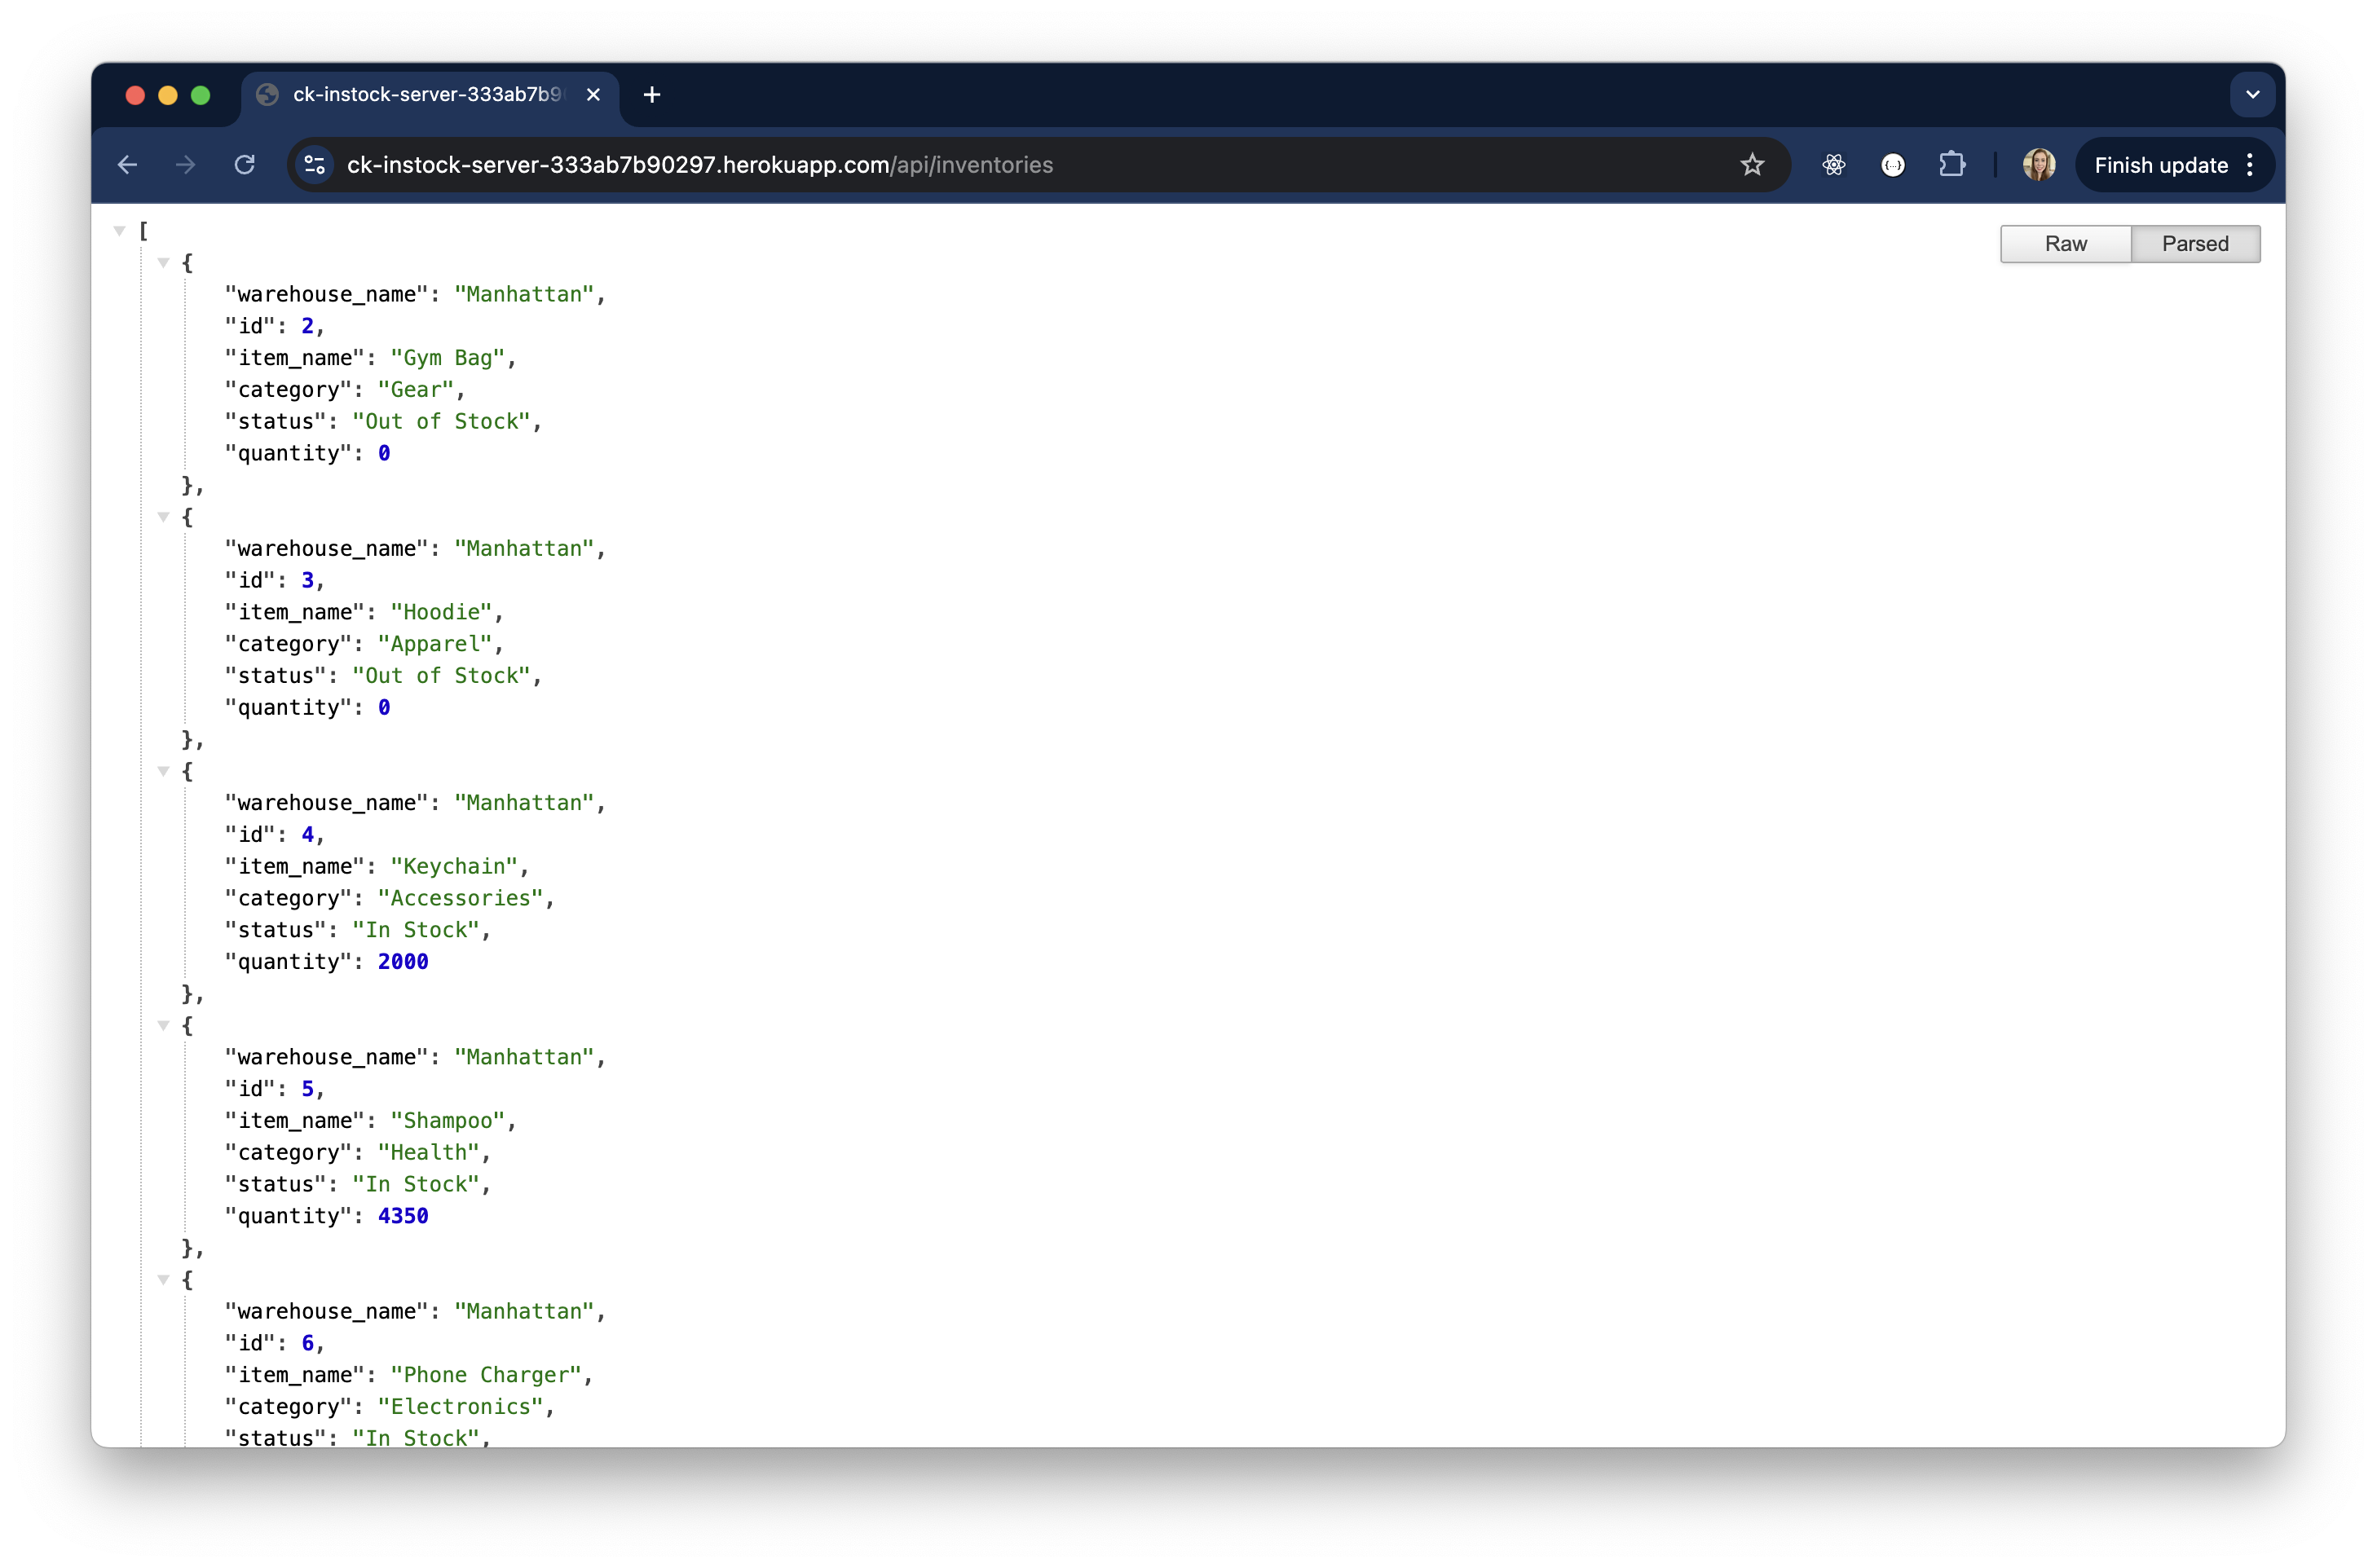 ck-instock-server-333ab7b9
ck-instock-server-333ab7b90297.herokuapp.com/api/inventories
Finish update
Raw Parsed
[
{
"warehouse_name": "Manhattan",
"id": 2,
"item_name": "Gym Bag",
"category": "Gear",
"status": "Out of Stock",
"quantity": 0
},
{
"warehouse_name": "Manhattan",
"id": 3,
"item_name": "Hoodie",
"category": "Apparel",
"status": "Out of Stock",
"quantity": 0
},
{
"warehouse_name": "Manhattan",
"id": 4,
"item_name": "Keychain",
"category": "Accessories",
"status": "In Stock",
"quantity": 2000
},
{
"warehouse_name": "Manhattan",
"id": 5,
"item_name": "Shampoo",
"category": "Health",
"status": "In Stock",
"quantity": 4350
},
{
"warehouse_name": "Manhattan",
"id": 6,
"item_name": "Phone Charger",
"category": "Electronics",
"status": "In Stock",